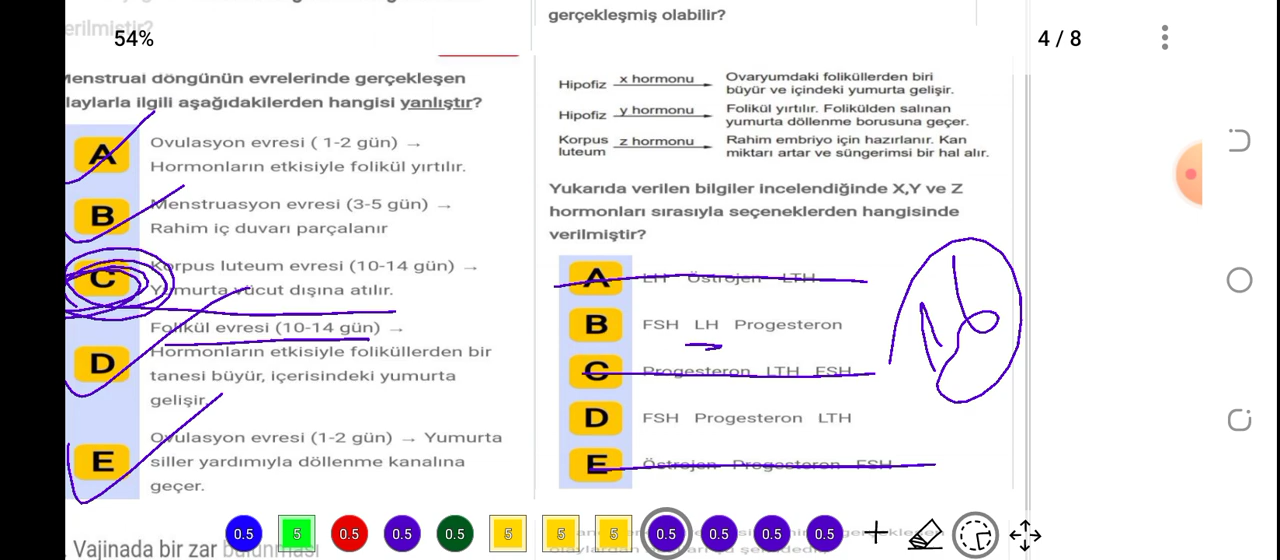 erilmiştir?
54%
Menstrual döngünün evrelerinde gerçekleşen
laylarla ilgili aşağıdakilerden hangisi yanlıştır?
A
Ovulasyon evresi ( 1-2 gün) →
Hormonların etkisiyle folikül yırtılır.
B
Menstruasyon evresi (3-5 gün) →
Rahim iç duvarı parçalanır
C
Korpus luteum evresi (10-14 gün) →
Yumurta vücut dışına atılır.
D
Folikül evresi (10-14 gün) →
Hormonların etkisiyle foliküllerden bir
tanesi büyür, içerisindeki yumurta
gelişir.
E
Ovulasyon evresi (1-2 gün) → Yumurta
siller yardımıyla döllenme kanalına
geçer.
. Vajinada bir zar bulunması
gerçekleşmiş olabilir?
4 / 8
Hipofiz x hormonu → Ovaryumdaki foliküllerden biri
büyür ve içindeki yumurta gelişir.
Hipofiz y hormonu → Folikül yırtılır. Folikülden salınan
yumurta döllenme borusuna geçer.
Korpus luteum z hormonu → Rahim embriyo için hazırlanır. Kan
miktarı artar ve süngerimsi bir hal alır.
Yukarıda verilen bilgiler incelendiğinde X,Y ve Z
hormonları sırasıyla seçeneklerden hangisinde
verilmiştir?
A LH Östrojen LTH
B FSH LH Progesteron
C Progesteron LTH FSH
D FSH Progesteron LTH
E Östrojen Progesteron FSH
0.5 5 0.5 0.5 0.5 5 5 5 0.5 0.5 0.5 0.5